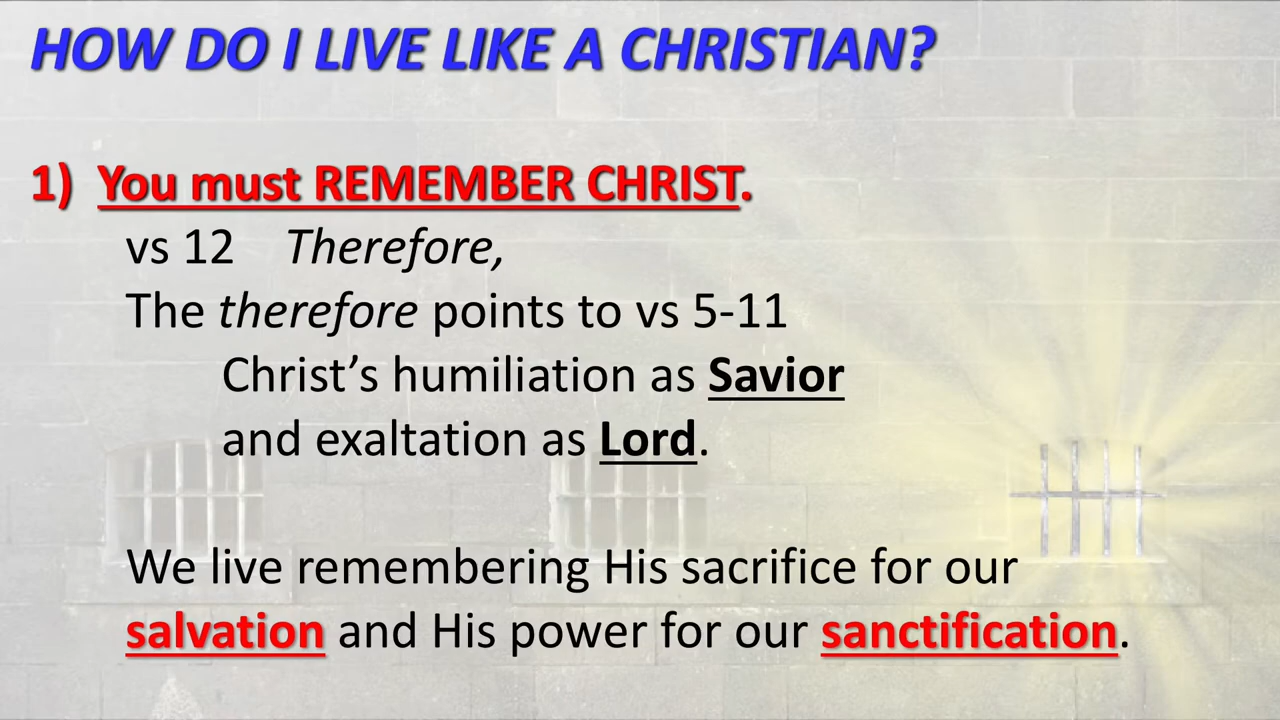 HOW DO I LIVE LIKE A CHRISTIAN?
1) You must REMEMBER CHRIST.
vs 12 Therefore,
The therefore points to vs 5-11
Christ’s humiliation as Savior
and exaltation as Lord.
We live remembering His sacrifice for our
salvation and His power for our sanctification.